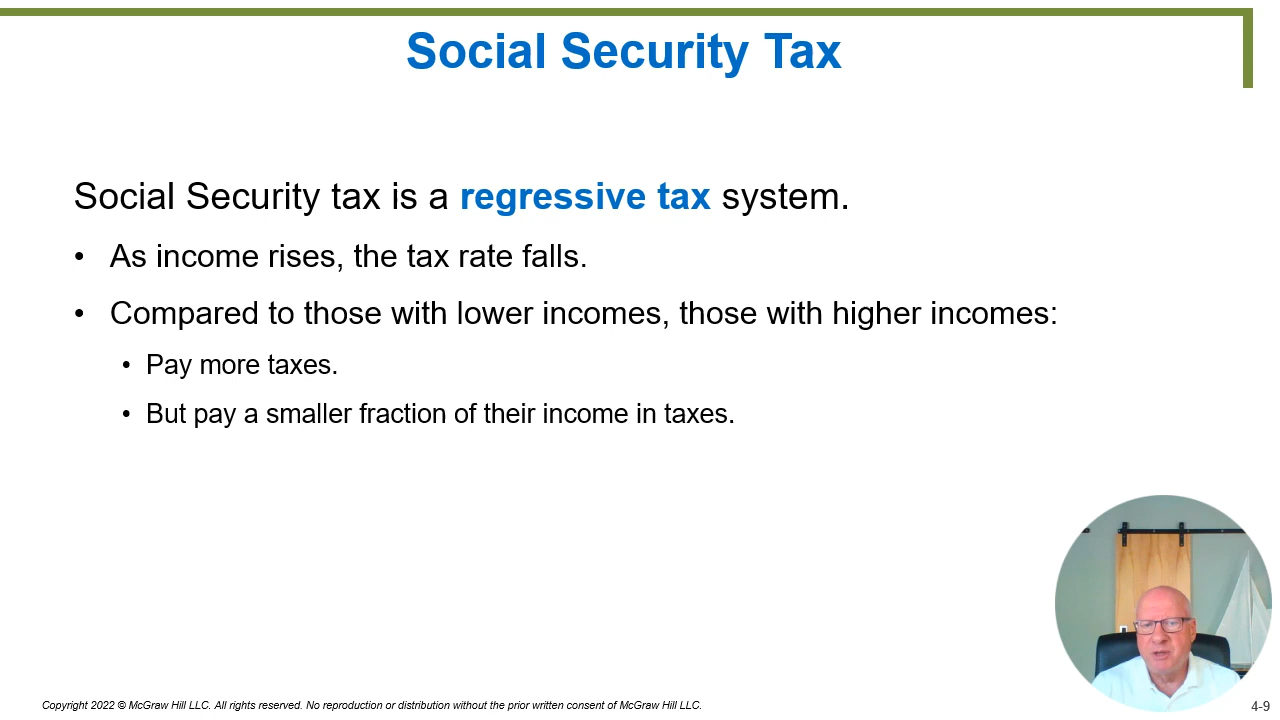 Social Security Tax
Social Security tax is a regressive tax system.
• As income rises, the tax rate falls.
• Compared to those with lower incomes, those with higher incomes:
• Pay more taxes.
• But pay a smaller fraction of their income in taxes.
Copyright 2022 © McGraw Hill LLC. All rights reserved. No reproduction or distribution without the prior written consent of McGraw Hill LLC.
4-9